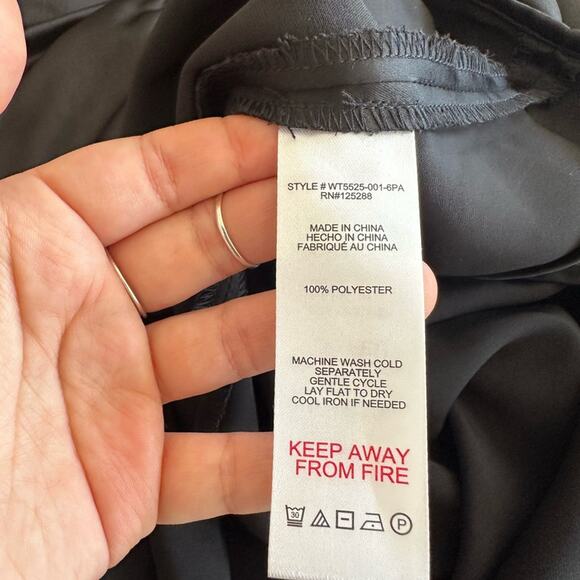 STYLE # WT5525-001-6PA
RN#125288
MADE IN CHINA
HECHO IN CHINA
FABRIQUÉ AU CHINA
100% POLYESTER
MACHINE WASH COLD
SEPARATELY
GENTLE CYCLE
LAY FLAT TO DRY
COOL IRON IF NEEDED
KEEP AWAY
FROM FIRE
30
P